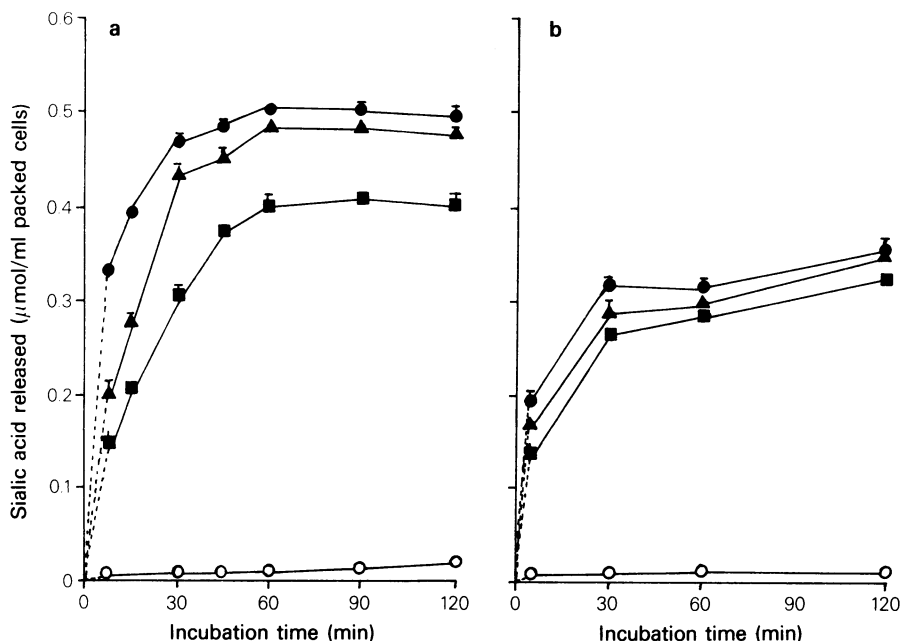 a
b
Sialic acid released (μmol/ml packed cells)
0.6
0.5
0.4
0.3
0.2
0.1
0
0 30 60 90 120
Incubation time (min)
0 30 60 90 120
Incubation time (min)